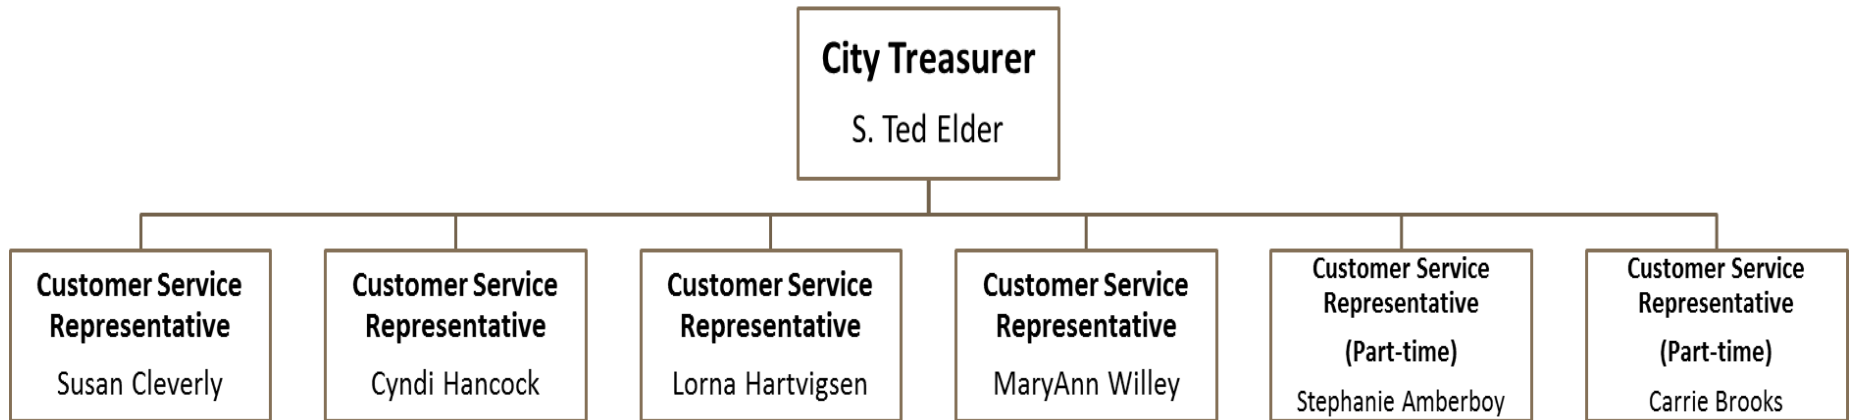 City Treasurer
S. Ted Elder
Customer Service
Representative
Susan Cleverly
Customer Service
Representative
Cyndi Hancock
Customer Service
Representative
Lorna Hartvigsen
Customer Service
Representative
MaryAnn Willey
Customer Service
Representative
(Part-time)
Stephanie Amberboy
Customer Service
Representative
(Part-time)
Carrie Brooks